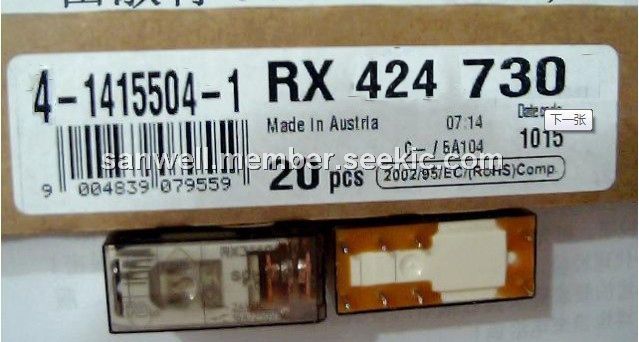 4-1415504-1
RX 424 730
Made In Austria
07:14
Date code
下一张
/ 5A104
1015
sanwell.member.seekic.com
9 004839 079559
20 pcs
2002/95/EC/(RoHS)Comp.